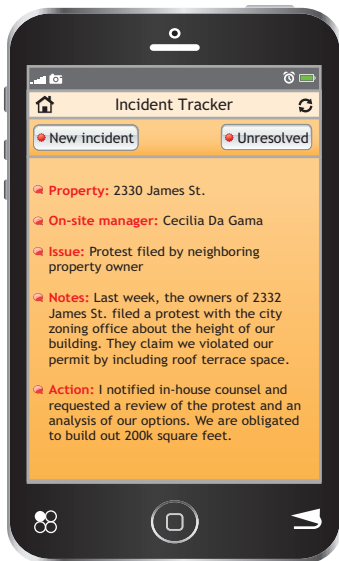 Incident Tracker
New incident
Unresolved
Property: 2330 James St.
On-site manager: Cecilia Da Gama
Issue: Protest filed by neighboring
property owner
Notes: Last week, the owners of 2332
James St. filed a protest with the city
zoning office about the height of our
building. They claim we violated our
permit by including roof terrace space.
Action: I notified in-house counsel and
requested a review of the protest and an
analysis of our options. We are obligated
to build out 200k square feet.